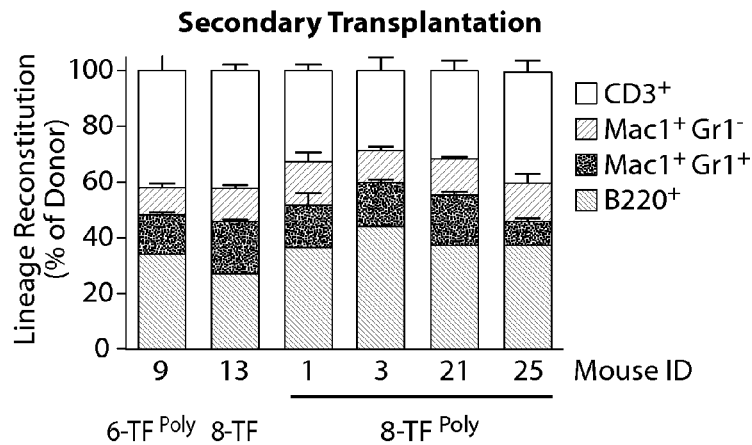 Secondary Transplantation
Lineage Reconstitution
(% of Donor)
100
80
60
40
20
0
CD3⁺
Mac1⁺ Gr1⁻
Mac1⁺ Gr1⁺
B220⁺
9 13 1 3 21 25 Mouse ID
6-TF Poly 8-TF 8-TF Poly